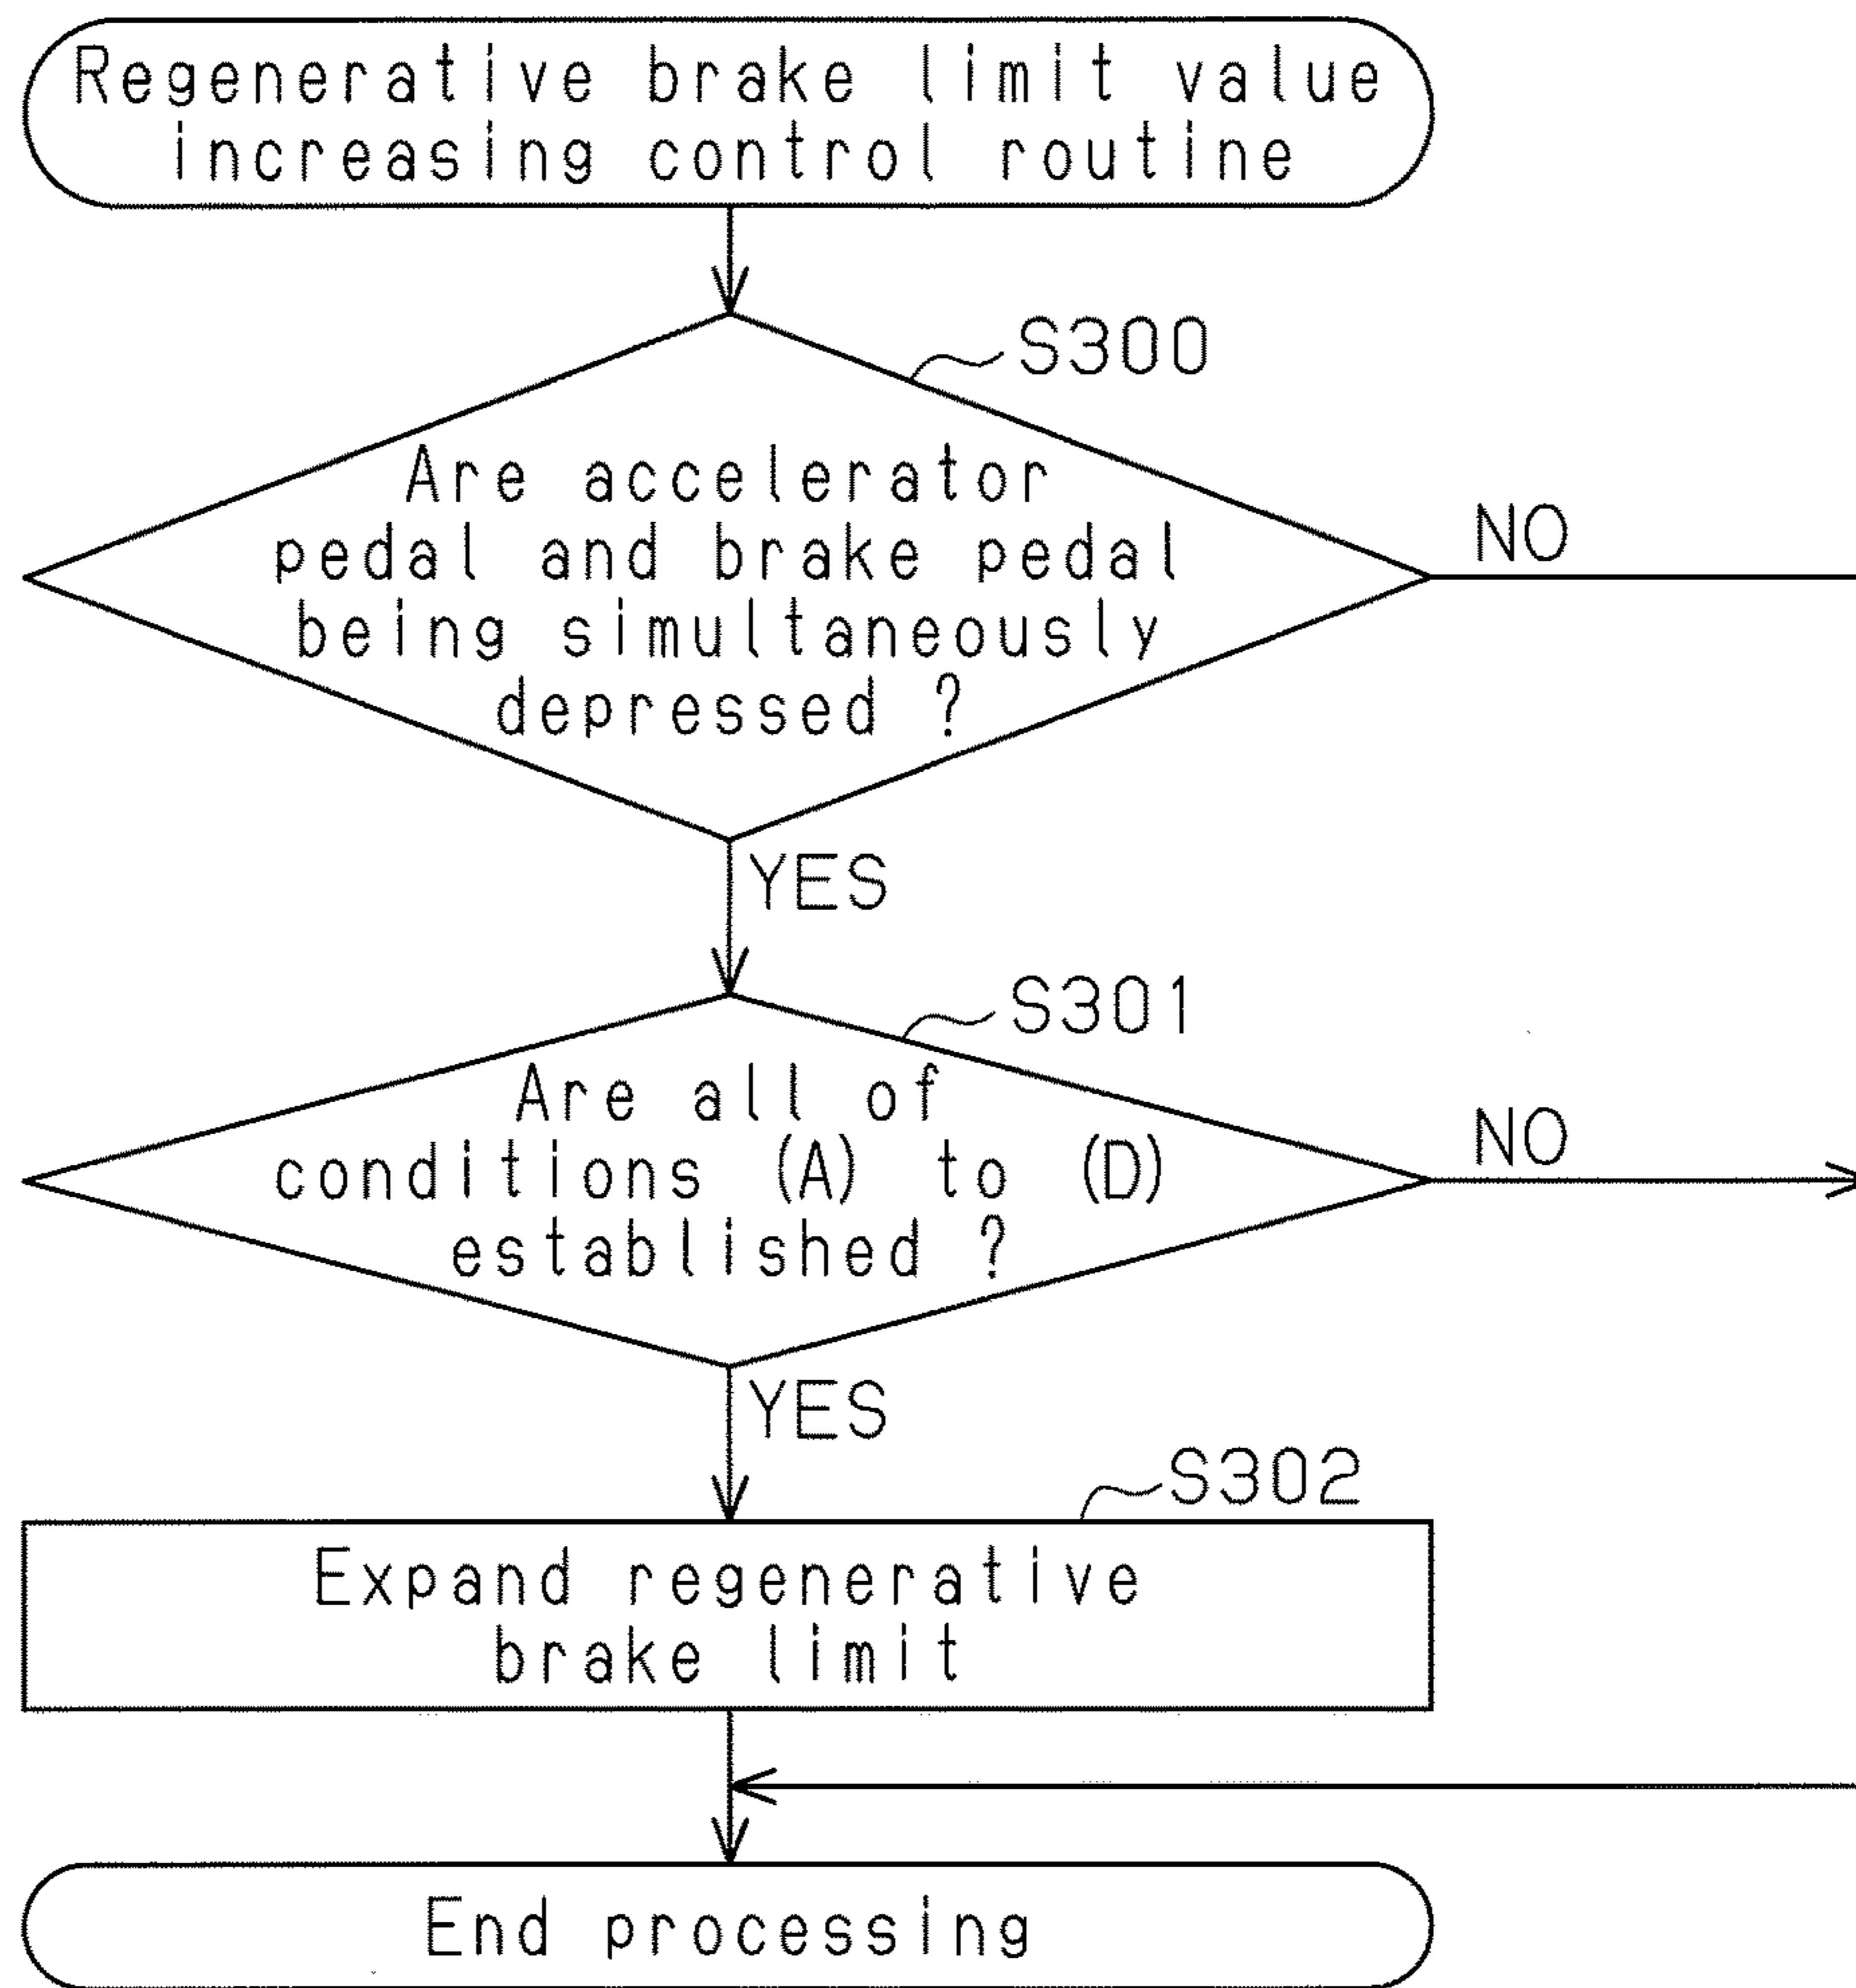 Regenerative brake limit value
increasing control routine
S300
Are accelerator
pedal and brake pedal
being simultaneously
depressed ?
NO
YES
S301
Are all of
conditions (A) to (D)
established ?
NO
YES
S302
Expand regenerative
brake limit
End processing